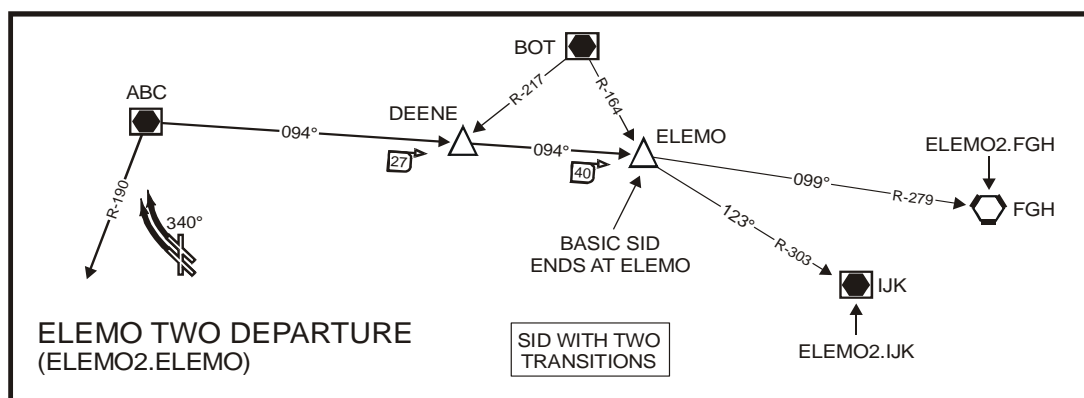 BOT
R-217
R-164
ABC
094°
DEENE
27
094°
40
ELEMO
ELEMO2.FGH
099°
R-279
FGH
R-190
340°
123°
R-303
BASIC SID
ENDS AT ELEMO
IJK
ELEMO TWO DEPARTURE
(ELEMO2.ELEMO)
SID WITH TWO
TRANSITIONS
ELEMO2.IJK